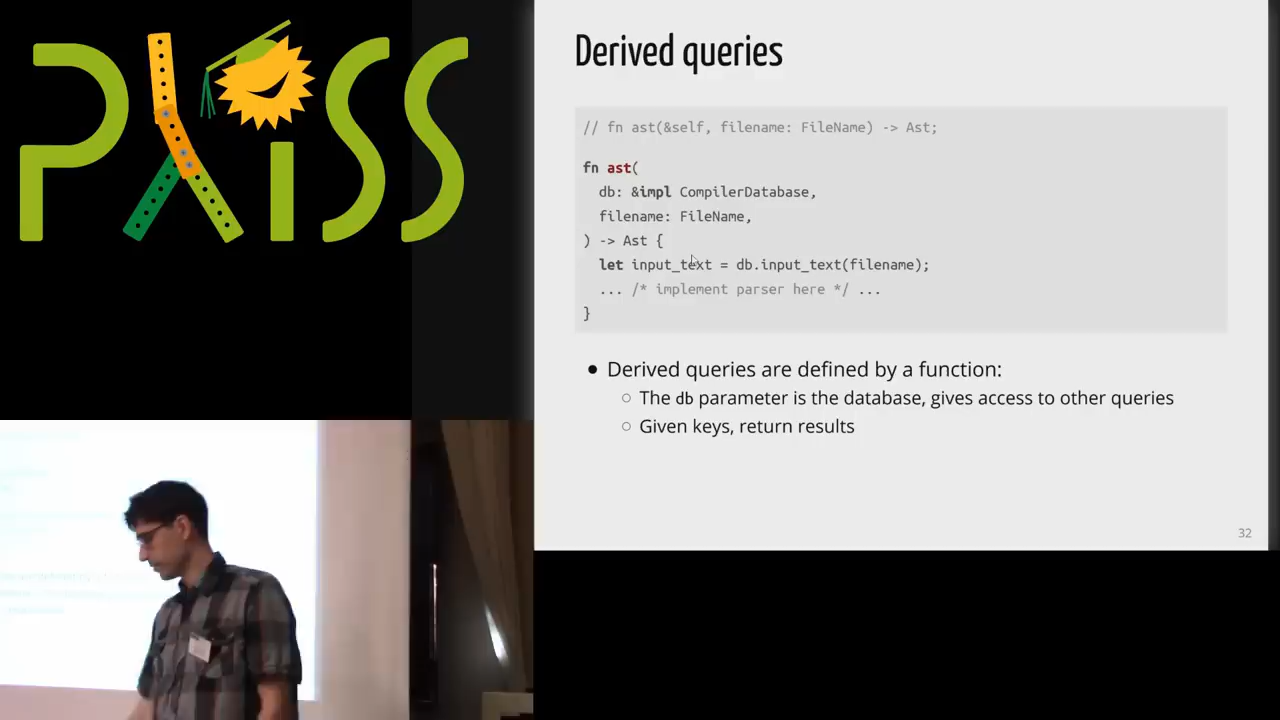 PLISS
Derived queries
// fn ast(&self, filename: FileName) -> Ast;
fn ast(
db: &impl CompilerDatabase,
filename: FileName,
) -> Ast {
let input_text = db.input_text(filename);
... /* implement parser here */ ...
}
● Derived queries are defined by a function:
○ The db parameter is the database, gives access to other queries
○ Given keys, return results
32